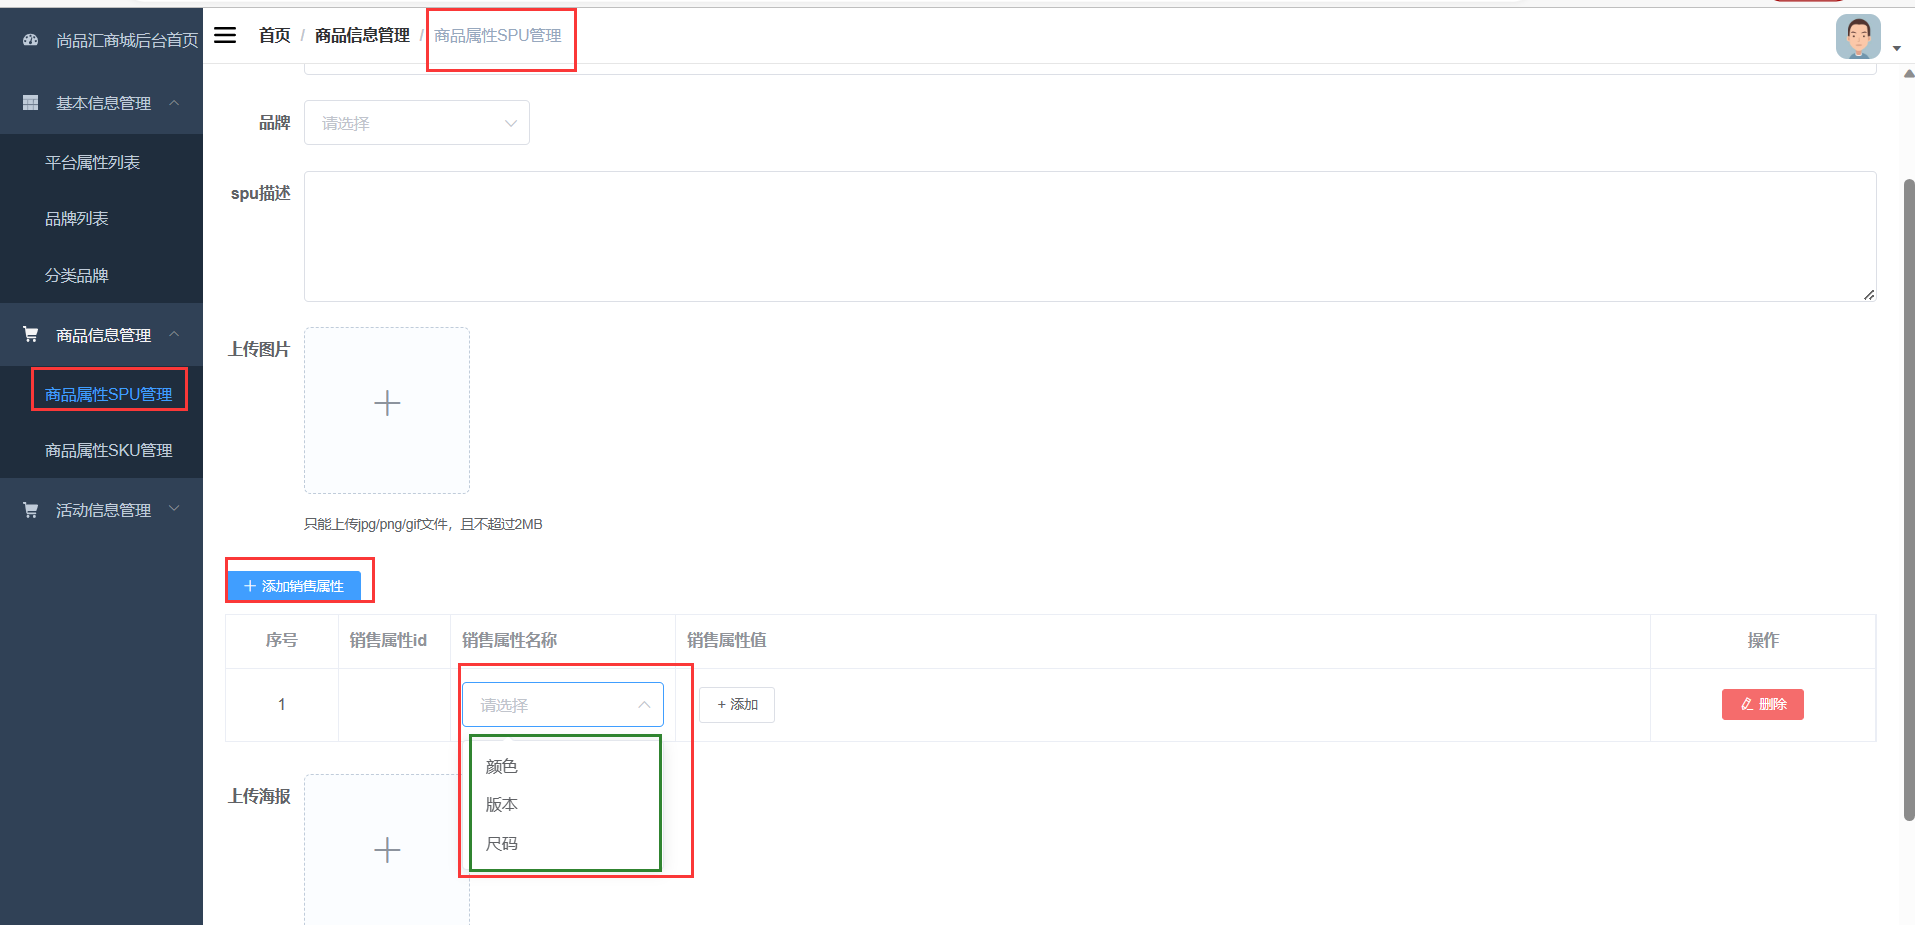 尚品汇商城后台首页
基本信息管理
平台属性列表
品牌列表
分类品牌
商品信息管理
商品属性SPU管理
商品属性SKU管理
活动信息管理
首页 / 商品信息管理 / 商品属性SPU管理
品牌 请选择
spu描述
上传图片
只能上传jpg/png/gif文件，且不超过2MB
添加销售属性
序号 销售属性id 销售属性名称 销售属性值 操作
1 请选择 + 添加 删除
颜色
版本
尺码
上传海报